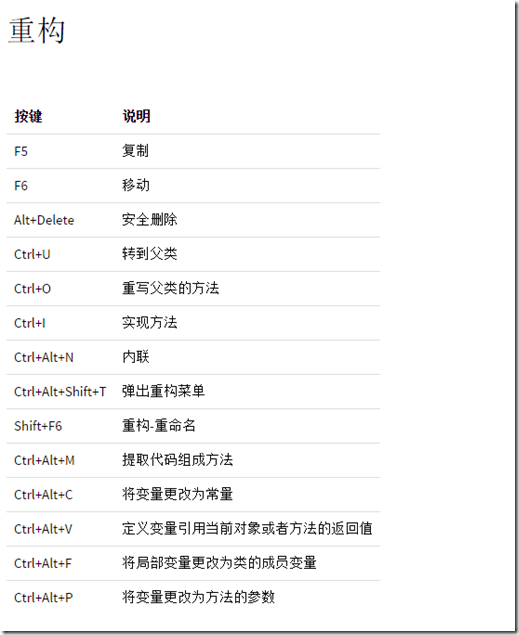 重构
按键 说明
F5 复制
F6 移动
Alt+Delete 安全删除
Ctrl+U 转到父类
Ctrl+O 重写父类的方法
Ctrl+I 实现方法
Ctrl+Alt+N 内联
Ctrl+Alt+Shift+T 弹出重构菜单
Shift+F6 重构-重命名
Ctrl+Alt+M 提取代码组成方法
Ctrl+Alt+C 将变量更改为常量
Ctrl+Alt+V 定义变量引用当前对象或者方法的返回值
Ctrl+Alt+F 将局部变量更改为类的成员变量
Ctrl+Alt+P 将变量更改为方法的参数